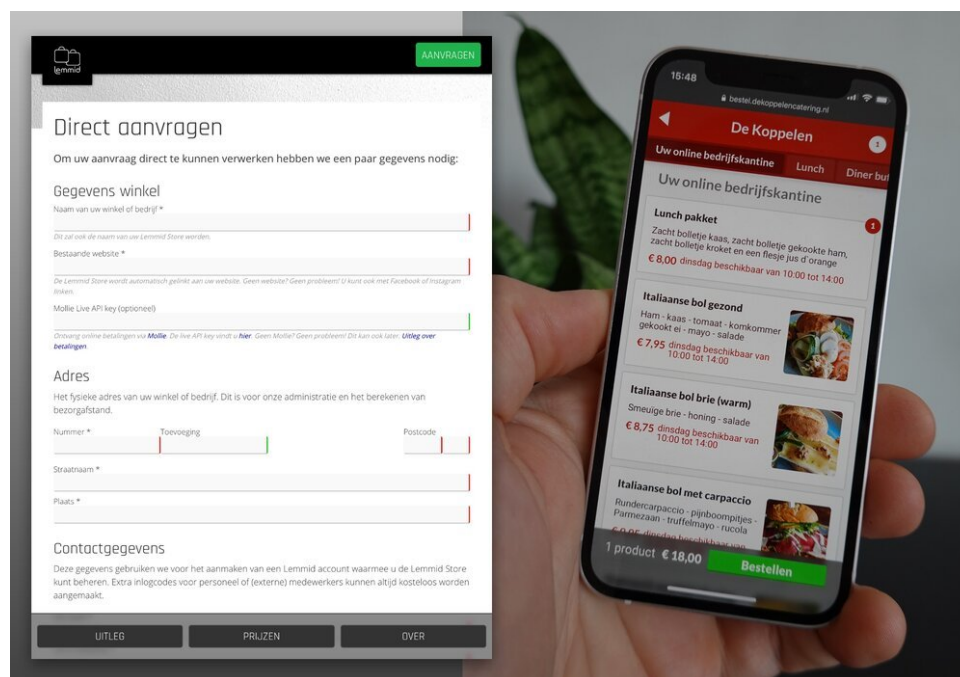 lemmid
AANVRAGEN
Direct aanvragen
Om uw aanvraag direct te kunnen verwerken hebben we een paar gegevens nodig:
Gegevens winkel
Naam van uw winkel of bedrijf *
Dit zal ook de naam van uw Lemmid Store worden.
Bestaande website *
De Lemmid Store wordt automatisch gelinkt aan uw website. Geen website? Geen probleem! U kunt ook met Facebook of Instagram
linken.
Mollie Live API key (optioneel)
Ontvang online betalingen via Mollie. De live API key vindt u hier. Geen Mollie? Geen probleem! Dit kan ook later. Uitleg over
betalingen.
Adres
Het fysieke adres van uw winkel of bedrijf. Dit is voor onze administratie en het berekenen van
bezorgafstand.
Nummer * Toevoeging Postcode
Straatnaam *
Plaats *
Contactgegevens
Deze gegevens gebruiken we voor het aanmaken van een Lemmid account waarmee u de Lemmid Store
kunt beheren. Extra inlogcodes voor personeel of (externe) medewerkers kunnen altijd kosteloos worden
aangemaakt.
UITLEG PRIJZEN OVER
15:48
bestel.dekoppelencatering.nl
De Koppelen 1
Uw online bedrijfskantine Lunch Diner buf
Uw online bedrijfskantine
1
Lunch pakket
Zacht bolletje kaas, zacht bolletje gekookte ham,
zacht bolletje kroket en een flesje jus d'orange
€ 8,00 dinsdag beschikbaar van 10:00 tot 14:00
Italiaanse bol gezond
Ham - kaas - tomaat - komkommer
gekookt ei - mayo - salade
€ 7,95 dinsdag beschikbaar van
10:00 tot 14:00
Italiaanse bol brie (warm)
Smeuïge brie - honing - salade
€ 8,75 dinsdag beschikbaar van
10:00 tot 14:00
Italiaanse bol met carpaccio
Rundercarpaccio - pijnboompitjes -
Parmezaan - truffelmayo - rucola
dinsdag beschikbaar van
1 product € 18,00 Bestellen